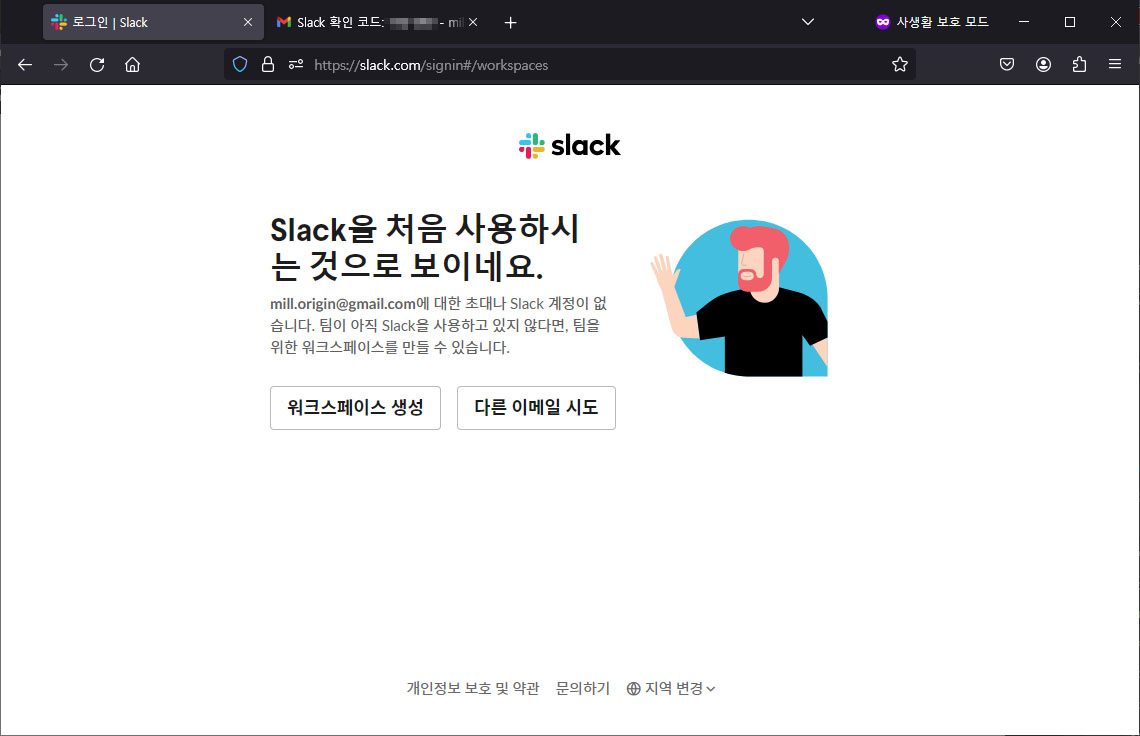 로그인 | Slack
Slack 확인 코드: - mil
사생활 보호 모드
https://slack.com/signin#/workspaces
slack
Slack을 처음 사용하시
는 것으로 보이네요.
mill.origin@gmail.com에 대한 초대나 Slack 계정이 없
습니다. 팀이 아직 Slack을 사용하고 있지 않다면, 팀을
위한 워크스페이스를 만들 수 있습니다.
워크스페이스 생성
다른 이메일 시도
개인정보 보호 및 약관 문의하기 지역 변경